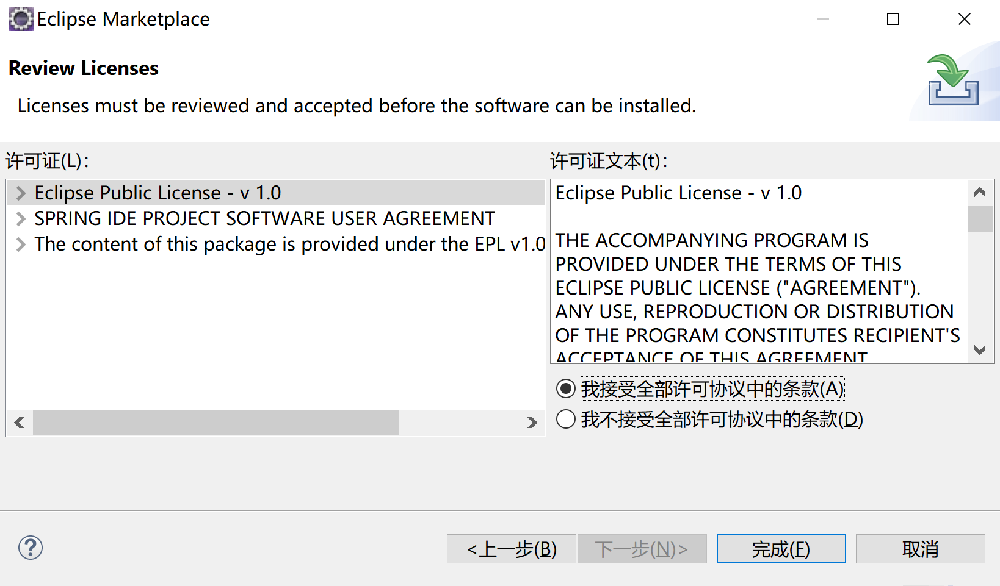 Eclipse Marketplace
Review Licenses
Licenses must be reviewed and accepted before the software can be installed.
许可证(L):
Eclipse Public License - v 1.0
SPRING IDE PROJECT SOFTWARE USER AGREEMENT
The content of this package is provided under the EPL v1.0
许可证文本(t):
Eclipse Public License - v 1.0
THE ACCOMPANYING PROGRAM IS
PROVIDED UNDER THE TERMS OF THIS
ECLIPSE PUBLIC LICENSE ("AGREEMENT").
ANY USE, REPRODUCTION OR DISTRIBUTION
OF THE PROGRAM CONSTITUTES RECIPIENT'S
ACCEPTANCE OF THIS AGREEMENT
我接受全部许可协议中的条款(A)
我不接受全部许可协议中的条款(D)
?
<上一步(B)
下一步(N)>
完成(F)
取消